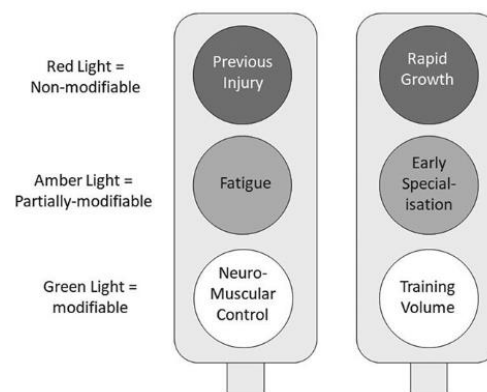 Red Light =
Non-modifiable
Previous
Injury
Rapid
Growth
Amber Light =
Partially-modifiable
Fatigue
Early
Special-
isation
Green Light =
modifiable
Neuro-
Muscular
Control
Training
Volume